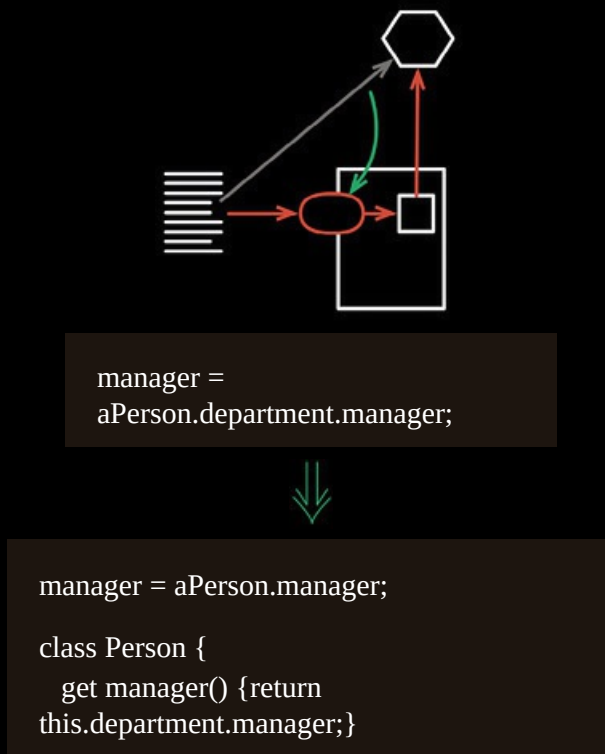 manager =
aPerson.department.manager;
manager = aPerson.manager;
class Person {
get manager() {return
this.department.manager;}